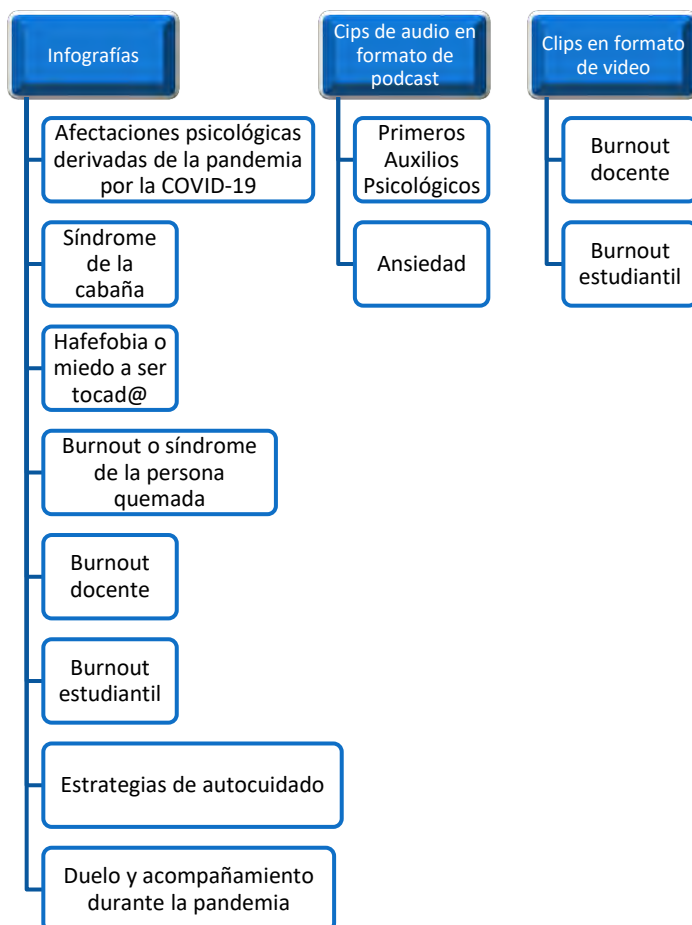 Infografías
Afectaciones psicológicas
derivadas de la pandemia
por la COVID-19
Síndrome
de la
cabaña
Hafefobia o
miedo a ser
tocad@
Burnout o síndrome
de la persona
quemada
Burnout
docente
Burnout
estudiantil
Estrategias de autocuidado
Duelo y acompañamiento
durante la pandemia
Cips de audio en
formato de
podcast
Primeros
Auxilios
Psicológicos
Ansiedad
Clips en formato
de video
Burnout
docente
Burnout
estudiantil